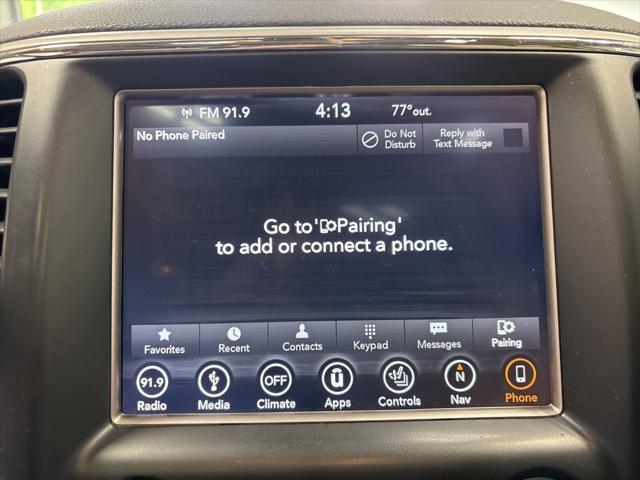 FM 91.9 4:13 77° out.
No Phone Paired
Do Not
Disturb
Reply with
Text Message
Go to 'Pairing'
to add or connect a phone.
Favorites Recent Contacts Keypad Messages Pairing
91.9 OFF u N
Radio Media Climate Apps Controls Nav Phone